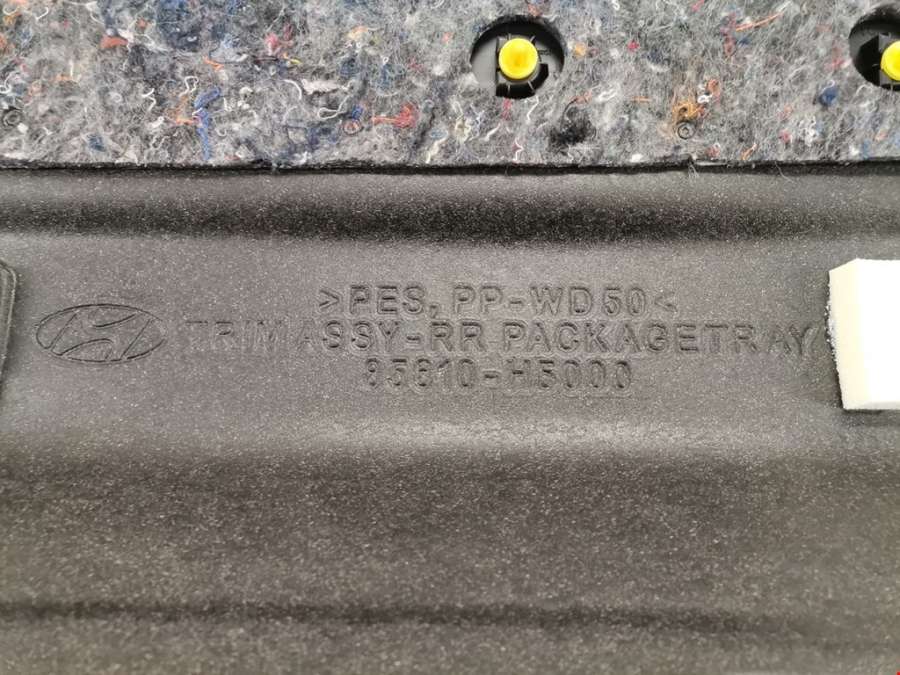 >PES, PP-WD50<
TRIM ASSY-RR PACKAGETRAY
85610-H5000